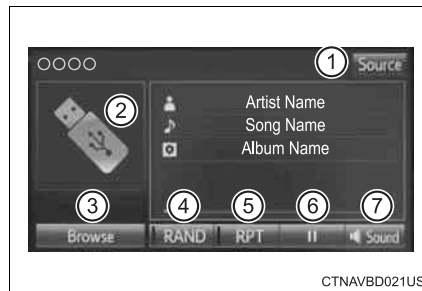 ○○○○ ① Source
② Artist Name
Song Name
Album Name
③ ④ ⑤ ⑥ ⑦
Browse RAND RPT II Sound
CTNAVBD021US